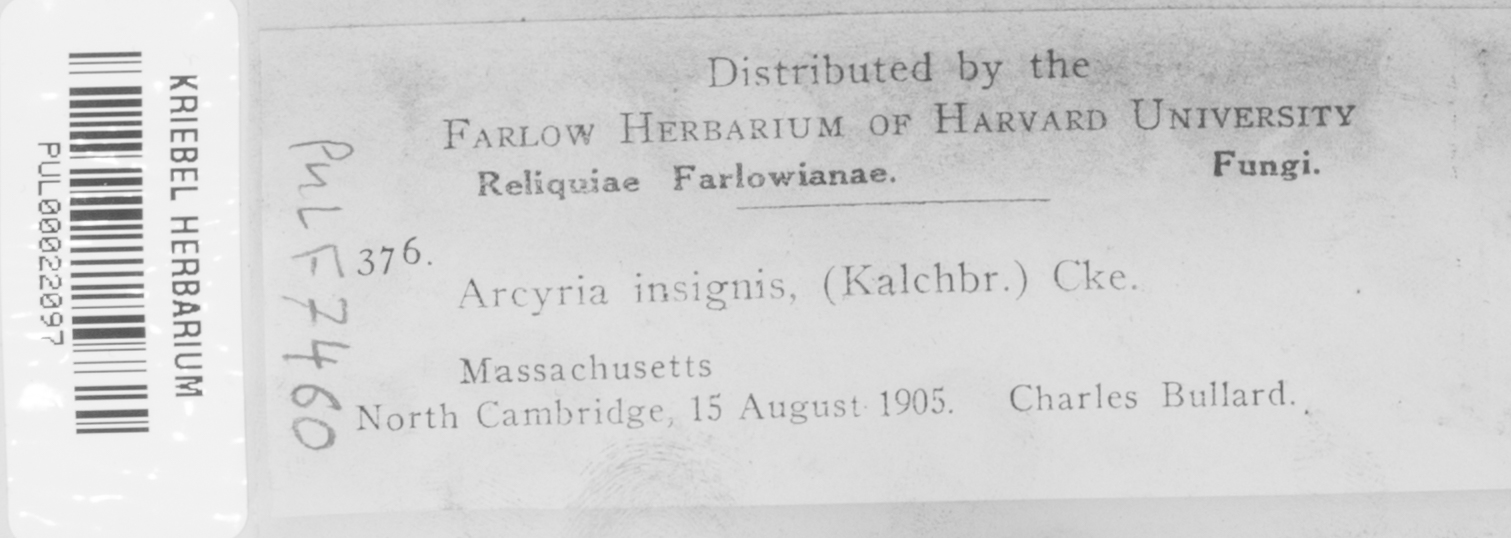 KRIEBEL HERBARIUM
PUL00022097
PUL F7460
Distributed by the
FARLOW HERBARIUM OF HARVARD UNIVERSITY
Reliquiae Farlowianae. Fungi.
376.
Arcyria insignis, (Kalchbr.) Cke.
Massachusetts
North Cambridge, 15 August 1905. Charles Bullard.